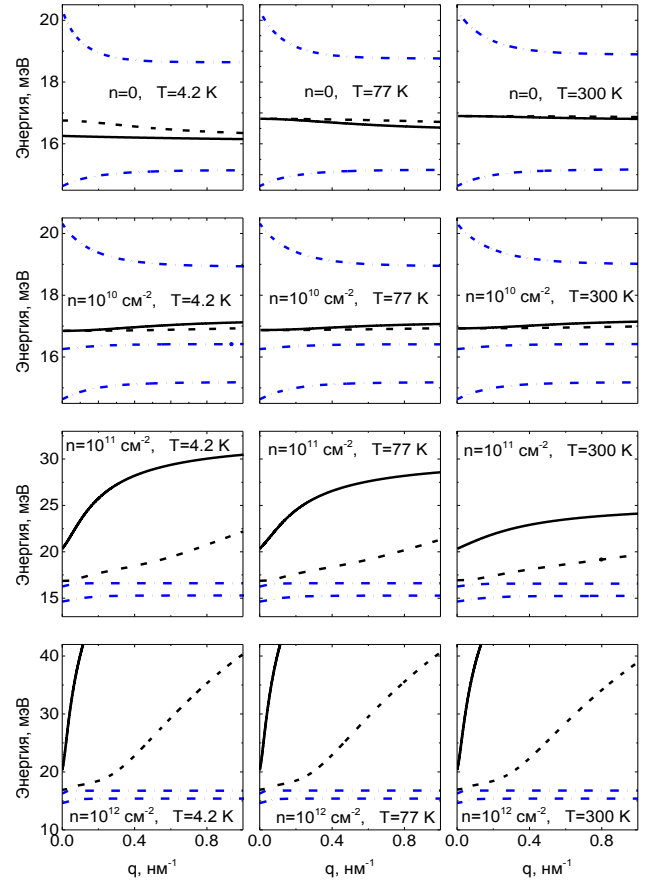 20
18
16
Энергия, мэВ
n=0, T=4.2 K
n=0, T=77 K
n=0, T=300 K
20
18
16
Энергия, мэВ
n=10¹⁰ см⁻², T=4.2 K
n=10¹⁰ см⁻², T=77 K
n=10¹⁰ см⁻², T=300 K
30
25
20
15
Энергия, мэВ
n=10¹¹ см⁻², T=4.2 K
n=10¹¹ см⁻², T=77 K
n=10¹¹ см⁻², T=300 K
40
30
20
10
Энергия, мэВ
n=10¹² см⁻², T=4.2 K
n=10¹² см⁻², T=77 K
n=10¹² см⁻², T=300 K
0.0 0.4 0.8
0.0 0.4 0.8
0.0 0.4 0.8
q, нм⁻¹
q, нм⁻¹
q, нм⁻¹